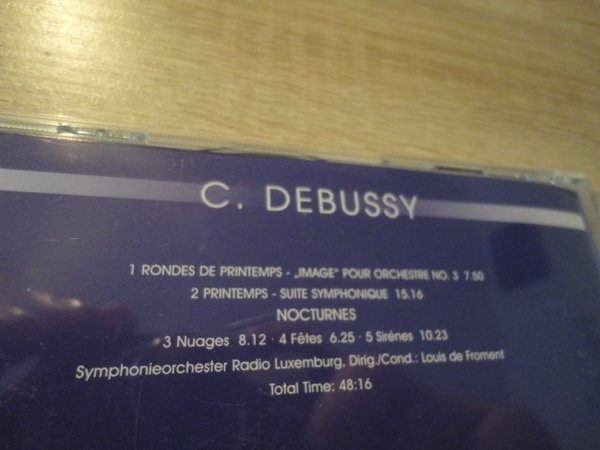 C. DEBUSSY
1 RONDES DE PRINTEMPS - „IMAGE" POUR ORCHESTRE NO. 3 7.50
2 PRINTEMPS - SUITE SYMPHONIQUE 15.16
NOCTURNES
3 Nuages 8.12 · 4 Fêtes 6.25 · 5 Sirénes 10.23
Symphonieorchester Radio Luxemburg, Dirig./Cond.: Louis de Froment
Total Time: 48:16